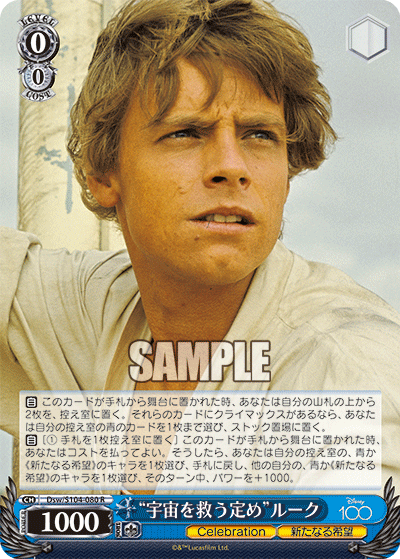 LEVEL
0
0
COST
SAMPLE
自 このカードが手札から舞台に置かれた時、あなたは自分の山札の上から
2枚を、控え室に置く。それらのカードにクライマックスがあるなら、あなた
は自分の控え室の青のカードを1枚まで選び、ストック置場に置く。
自 [① 手札を1枚控え室に置く] このカードが手札から舞台に置かれた時、
あなたはコストを払ってよい。そうしたら、あなたは自分の控え室の、青か
《新たなる希望》のキャラを1枚選び、手札に戻し、他の自分の、青か《新た
なる希望》のキャラを1枚選び、そのターン中、パワーを+1000。
CH Dsw/S104-080 R
“宇宙を救う定め”ルーク
Disney
100
POWER
1000
Celebration
新たなる希望
©&™Lucasfilm Ltd.